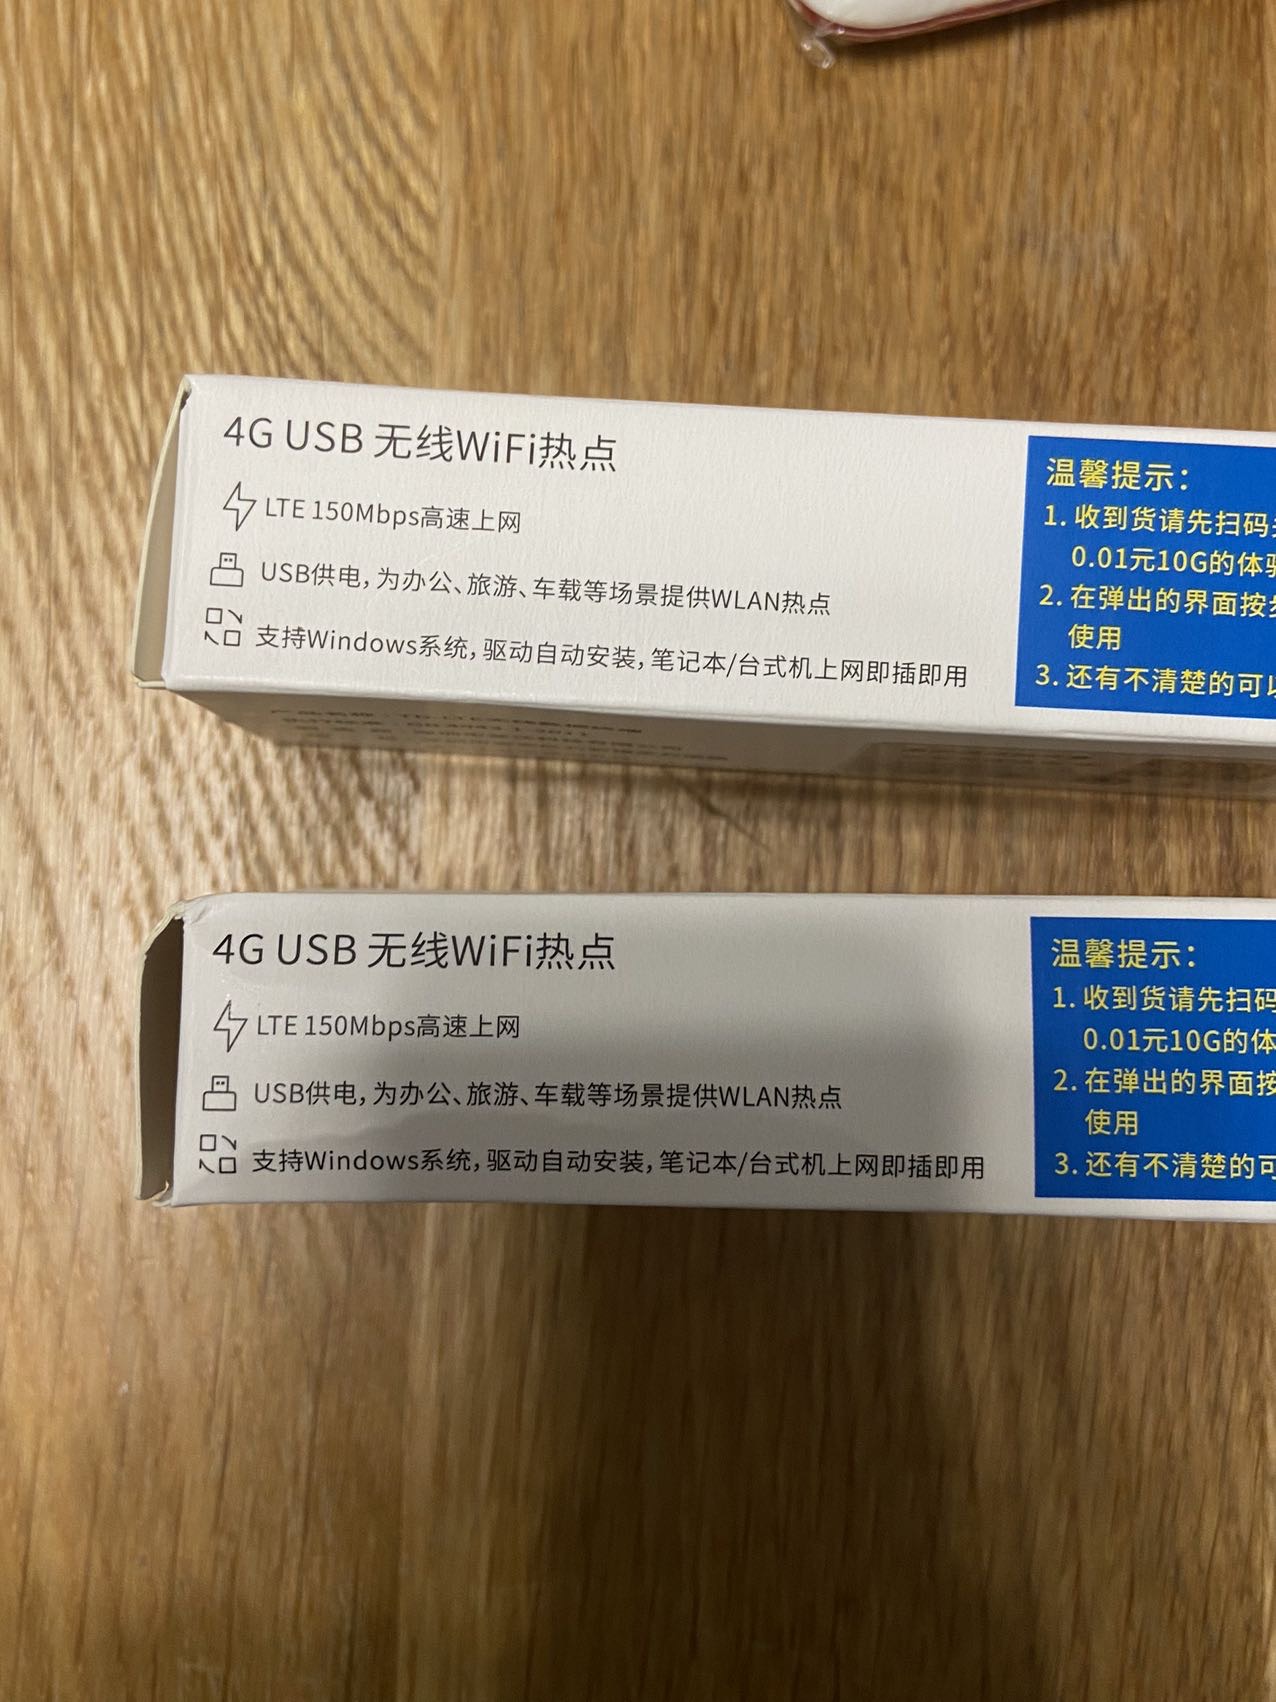 4G USB 无线WiFi热点
LTE 150Mbps高速上网
USB供电，为办公、旅游、车载等场景提供WLAN热点
支持Windows系统，驱动自动安装，笔记本/台式机上网即插即用
温馨提示：
1. 收到货请先扫码
0.01元10G的体
2. 在弹出的界面按
使用
3. 还有不清楚的可
4G USB 无线WiFi热点
LTE 150Mbps高速上网
USB供电，为办公、旅游、车载等场景提供WLAN热点
支持Windows系统，驱动自动安装，笔记本/台式机上网即插即用
温馨提示：
1. 收到货请先扫码
0.01元10G的体
2. 在弹出的界面按
使用
3. 还有不清楚的可